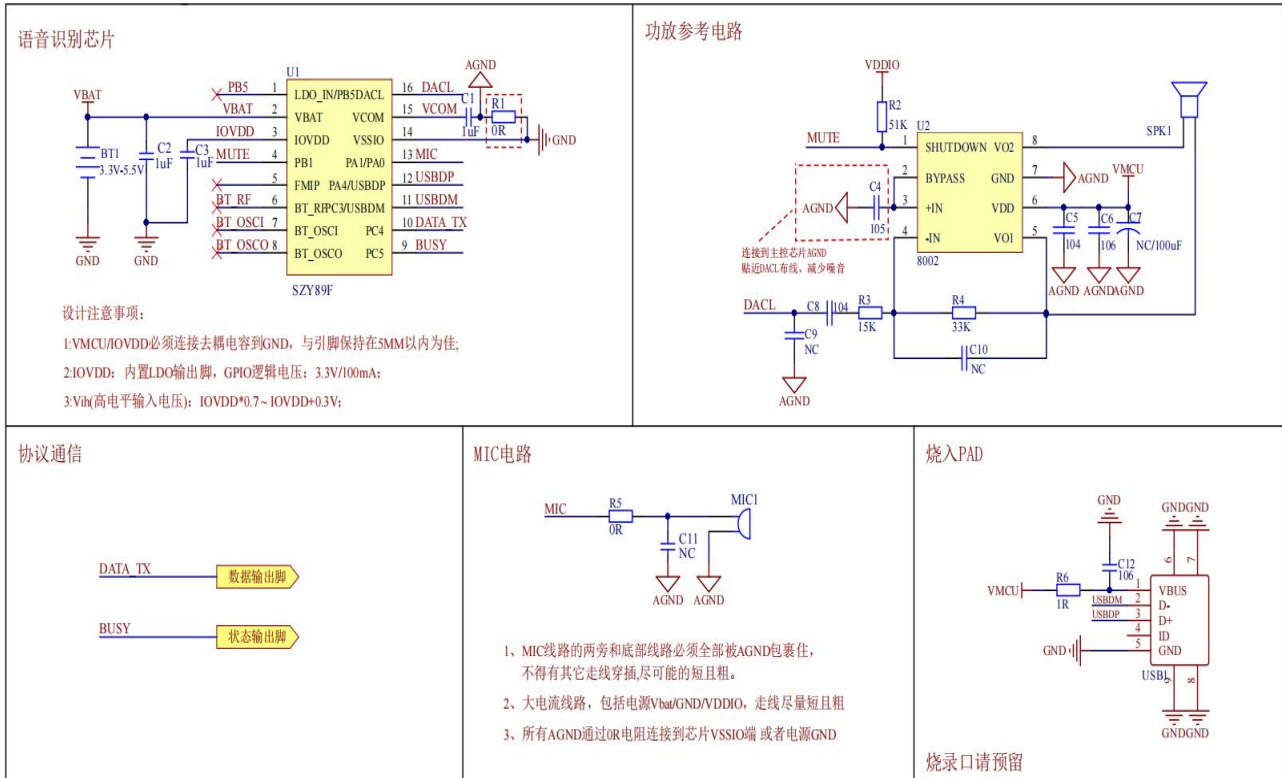 语音识别芯片
U1
AGND
VBAT
PB5 1 LDO_IN/PB5DACL 16 DACL
VBAT 2 VBAT VCOM 15 VCOM C1 1uF R1 0R
IOVDD 3 IOVDD VSSIO 14 GND
MUTE 4 PB1 PA1/PA0 13 MIC
5 FMIP PA4/USBDP 12 USBDP
BT_RF 6 BT_RFPC3/USBDM 11 USBDM
BT_OSCI 7 BT_OSCI PC4 10 DATA_TX
BT_OSCO 8 BT_OSCO PC5 9 BUSY
BT1
3.3V-5.5V
C2
1uF
C3
1uF
GND
GND
SZY89F
设计注意事项：
1:VMCU/IOVDD必须连接去耦电容到GND，与引脚保持在5MM以内为佳;
2:IOVDD；内置LDO输出脚，GPIO逻辑电压：3.3V/100mA；
3:Vih(高电平输入电压)：IOVDD*0.7～IOVDD+0.3V；
功放参考电路
VDDIO
R2
51K
U2
SPK1
MUTE 1 SHUTDOWN VO2 8
2 BYPASS GND 7 AGND
VMCU
AGND C4 105 3 +IN VDD 6
4 -IN VO1 5
8002
C5
104
C6
106
C7
NC/100uF
AGND
AGND
AGND
连接到主控芯片AGND
贴近DACL布线，减少噪音
DACL
C8 104
R3
15K
R4
33K
C9
NC
C10
NC
AGND
协议通信
DATA_TX 数据输出脚
BUSY 状态输出脚
MIC电路
MIC R5 0R
MIC1
C11
NC
AGND
AGND
1、MIC线路的两旁和底部线路必须全部被AGND包裹住，
不得有其它走线穿插,尽可能的短且粗。
2、大电流线路，包括电源Vbat/GND/VDDIO，走线尽量短且粗
3、所有AGND通过0R电阻连接到芯片VSSIO端 或者电源GND
烧入PAD
GND
GND
GND
C12
106
6
7
VMCU R6 1R
1 VBUS
USBDM 2 D-
USBDP 3 D+
4 ID
GND 5 GND
USB1
9
8
GND
GND
烧录口请预留